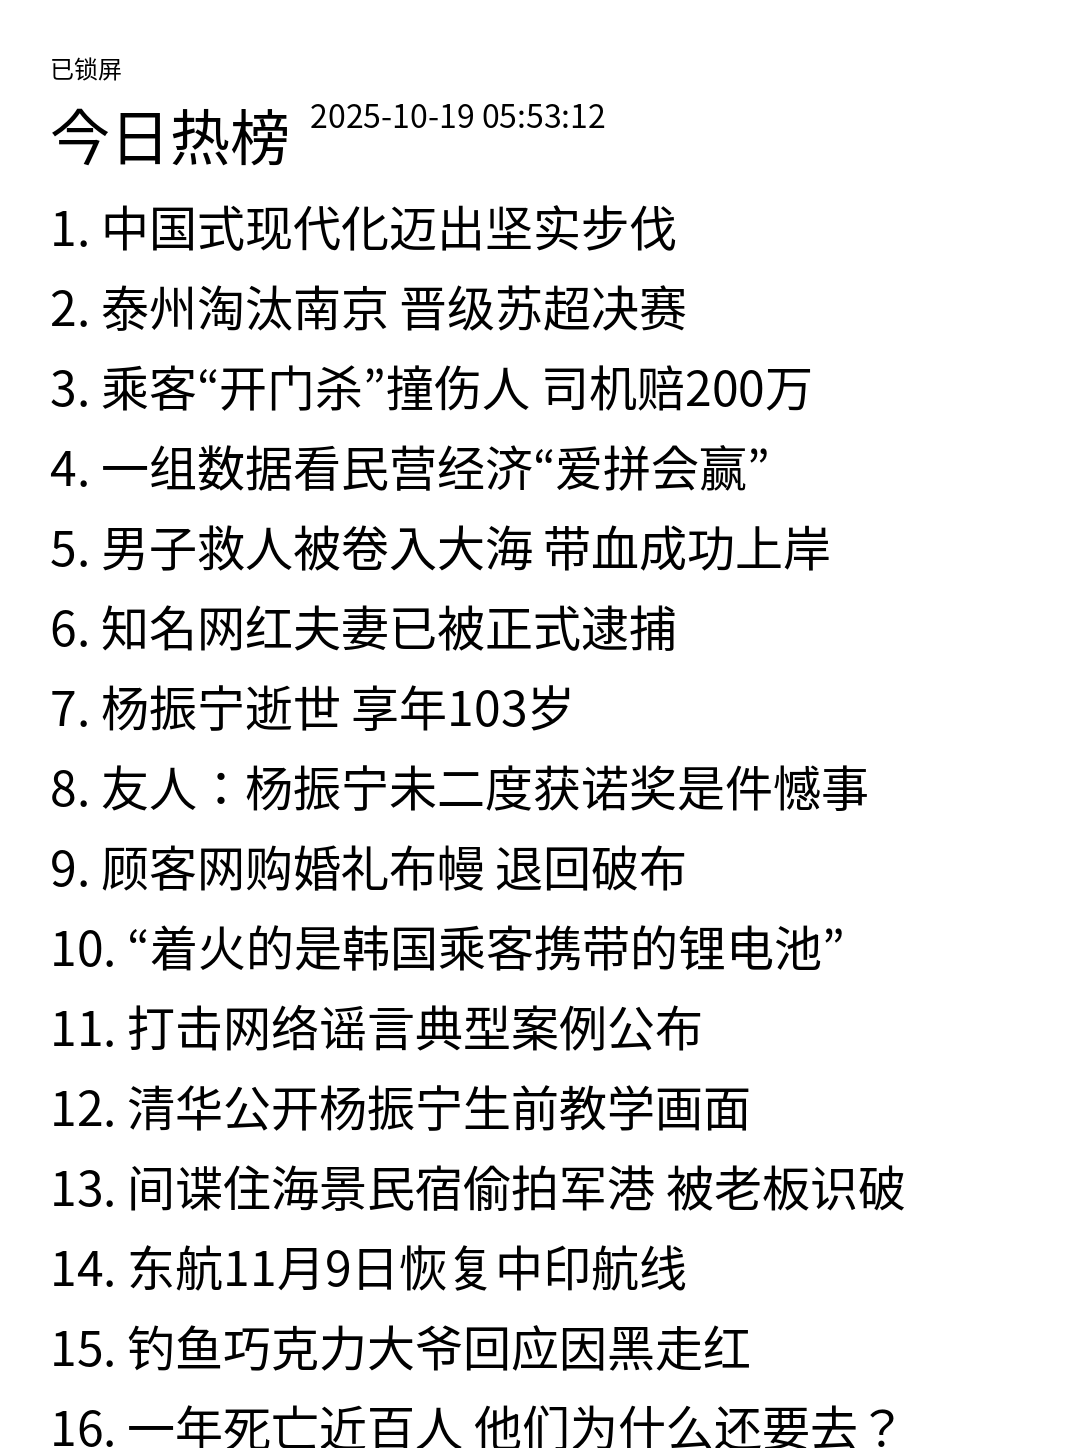 已锁屏
今日热榜 2025-10-19 05:53:12
1. 中国式现代化迈出坚实步伐
2. 泰州淘汰南京 晋级苏超决赛
3. 乘客“开门杀”撞伤人 司机赔200万
4. 一组数据看民营经济“爱拼会赢”
5. 男子救人被卷入大海 带血成功上岸
6. 知名网红夫妻已被正式逮捕
7. 杨振宁逝世 享年103岁
8. 友人：杨振宁未二度获诺奖是件憾事
9. 顾客网购婚礼布幔 退回破布
10. “着火的是韩国乘客携带的锂电池”
11. 打击网络谣言典型案例公布
12. 清华公开杨振宁生前教学画面
13. 间谍住海景民宿偷拍军港 被老板识破
14. 东航11月9日恢复中印航线
15. 钓鱼巧克力大爷回应因黑走红
16. 一年死亡近百人 他们为什么还要去？